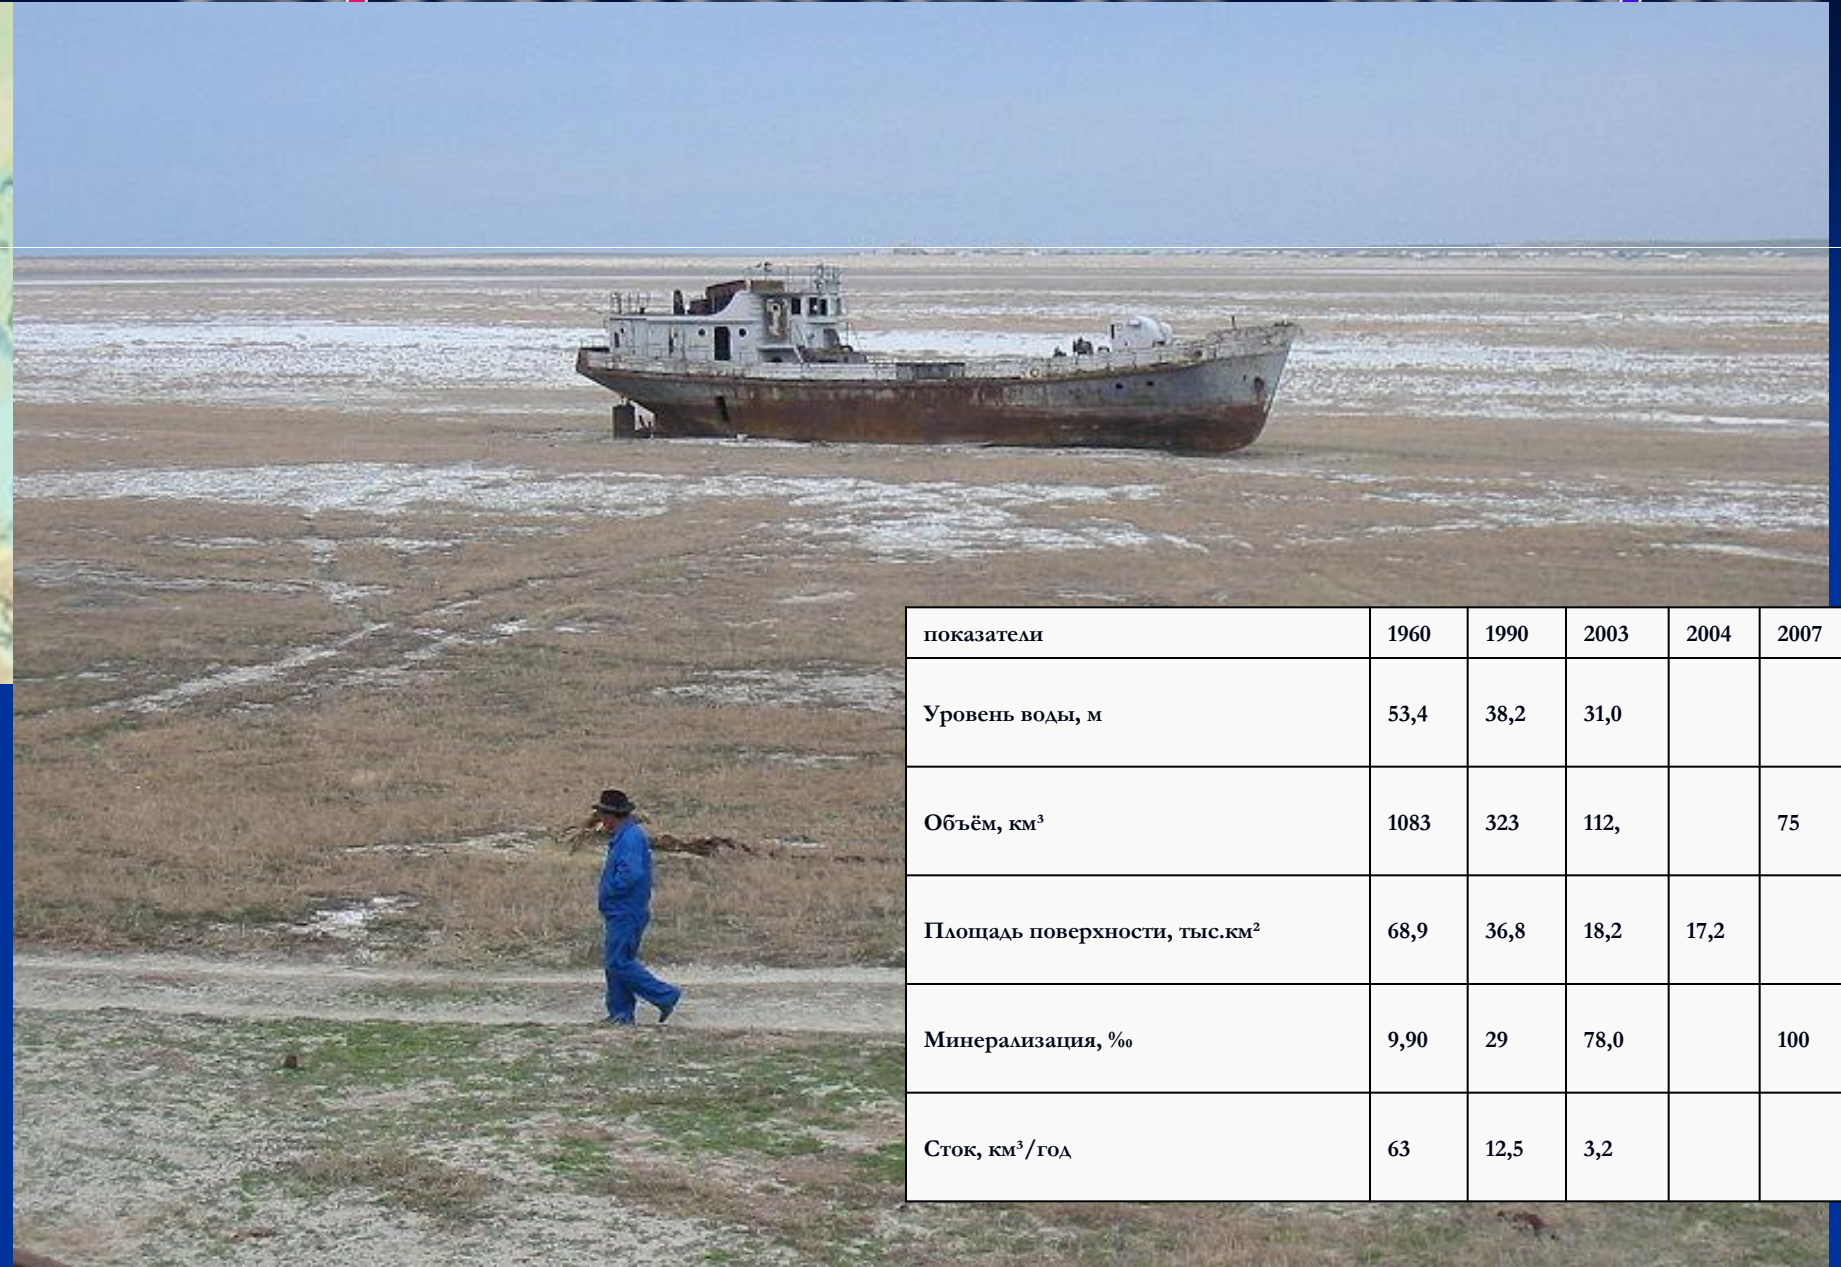 показатели 1960 1990 2003 2004 2007
Уровень воды, м 53,4 38,2 31,0
Объём, км³ 1083 323 112, 75
Площадь поверхности, тыс.км² 68,9 36,8 18,2 17,2
Минерализация, ‰ 9,90 29 78,0 100
Сток, км³/год 63 12,5 3,2